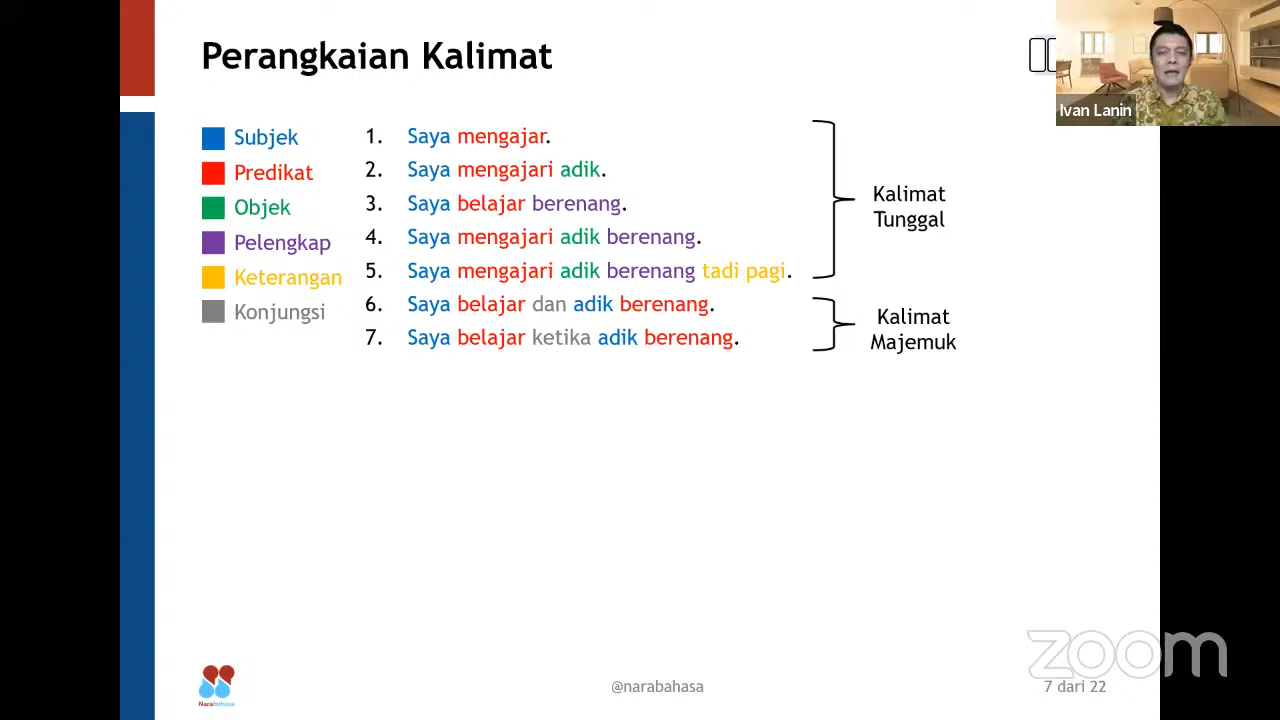 Perangkaian Kalimat
Ivan Lanin
Subjek
Predikat
Objek
Pelengkap
Keterangan
Konjungsi
1. Saya mengajar.
2. Saya mengajari adik.
3. Saya belajar berenang.
4. Saya mengajari adik berenang.
5. Saya mengajari adik berenang tadi pagi.
6. Saya belajar dan adik berenang.
7. Saya belajar ketika adik berenang.
Kalimat
Tunggal
Kalimat
Majemuk
Narabahasa
@narabahasa
7 dari 22
zoom